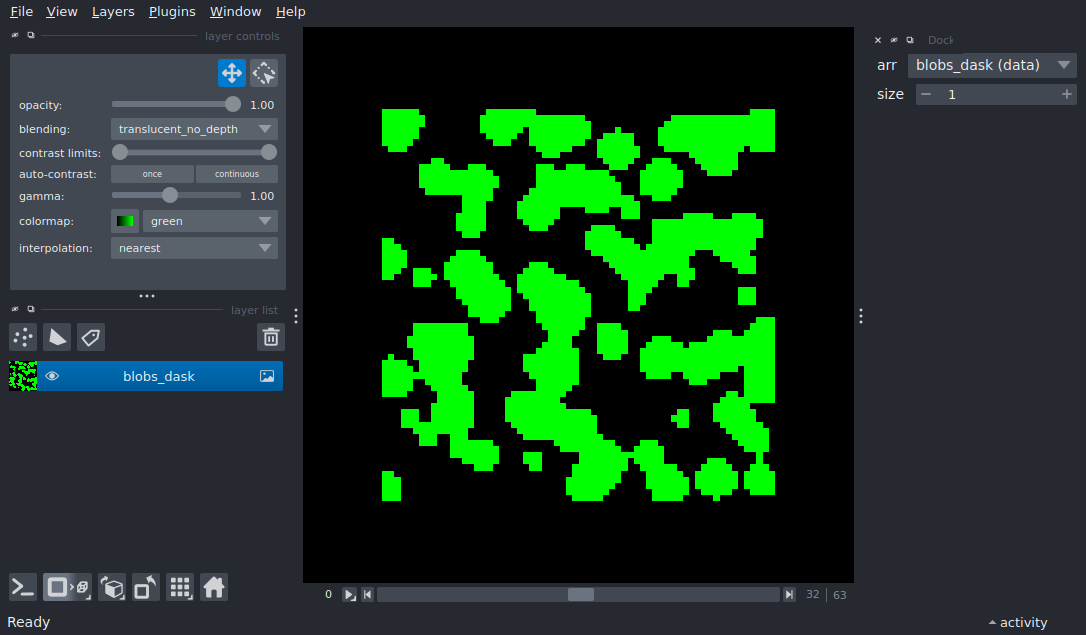 File View Layers Plugins Window Help
layer controls
opacity: 1.00
blending: translucent_no_depth
contrast limits:
auto-contrast: once continuous
gamma: 1.00
colormap: green
interpolation: nearest
layer list
blobs_dask
Dock
arr blobs_dask (data)
size 1
0 32 63
Ready
activity